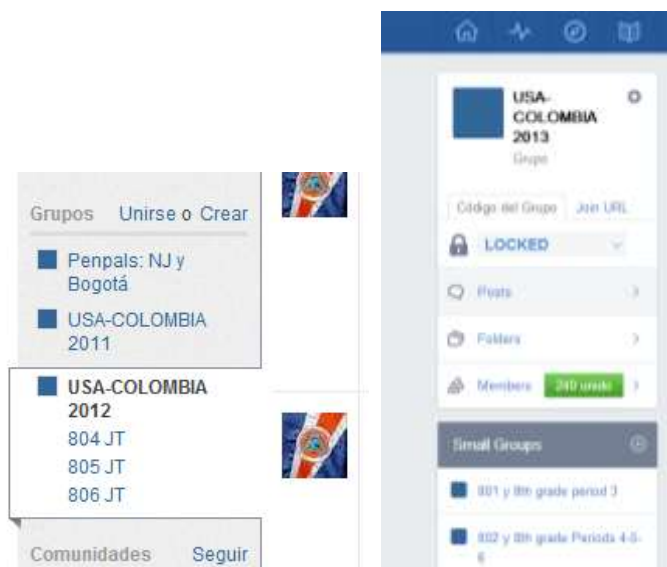 Grupos Unirse o Crear
Penpals: NJ y
Bogotá
USA-COLOMBIA
2011
USA-COLOMBIA
2012
804 JT
805 JT
806 JT
Comunidades Seguir
USA-
COLOMBIA
2013
Grupo
Código del Grupo Join URL
LOCKED
Posts
Folders
Members 240
Small Groups
801 y 8th grade period 3
802 y 8th grade Periods 4-5-
6